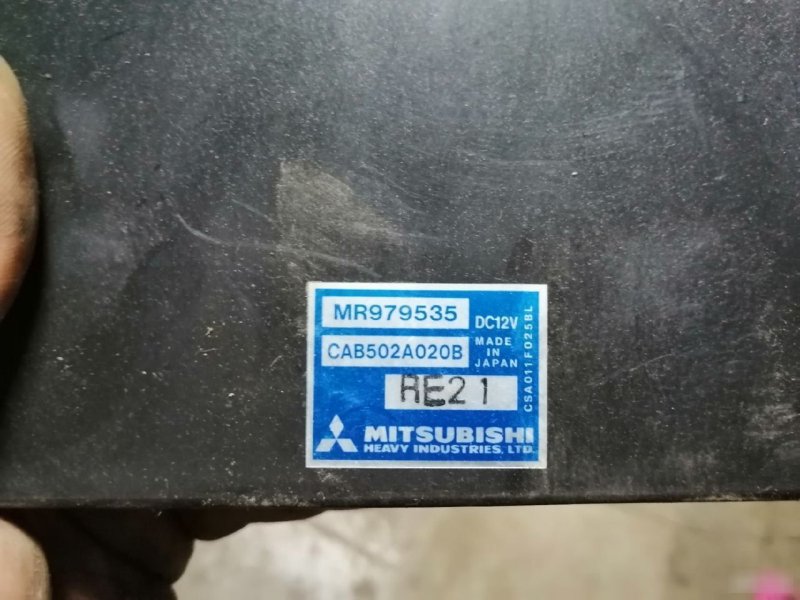 MR979535
DC12V
CAB502A020B
MADE
IN
JAPAN
RE21
MITSUBISHI
HEAVY INDUSTRIES, LTD.
CSA011F025BL